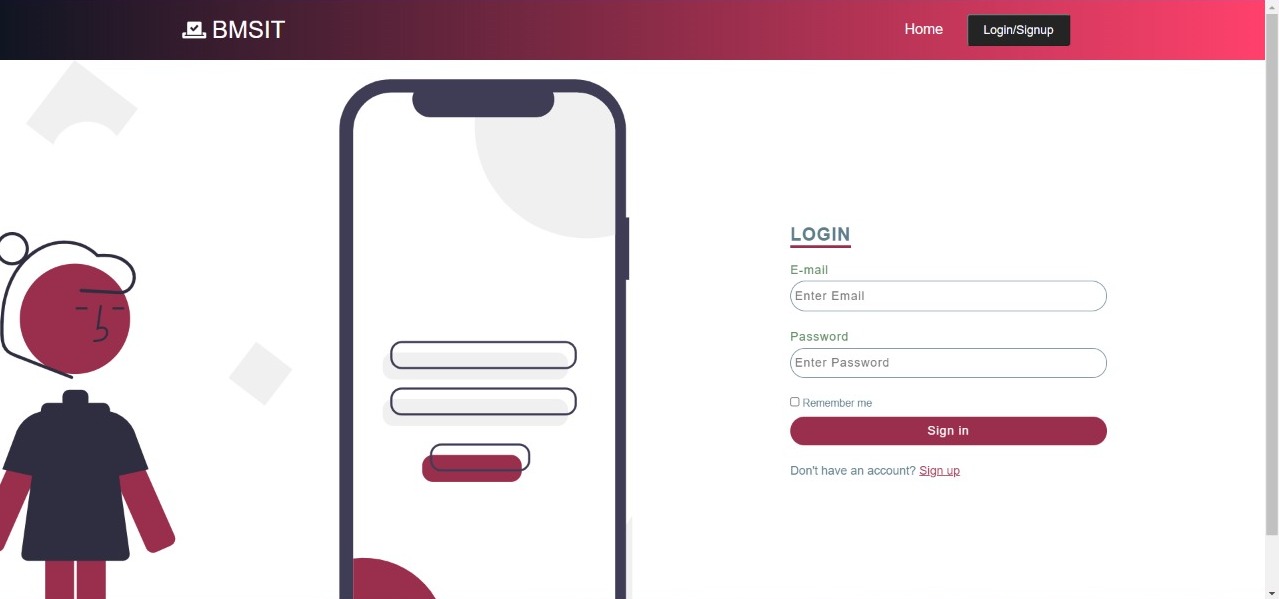 BMSIT
Home
Login/Signup
LOGIN
E-mail
Enter Email
Password
Enter Password
Remember me
Sign in
Don't have an account? Sign up